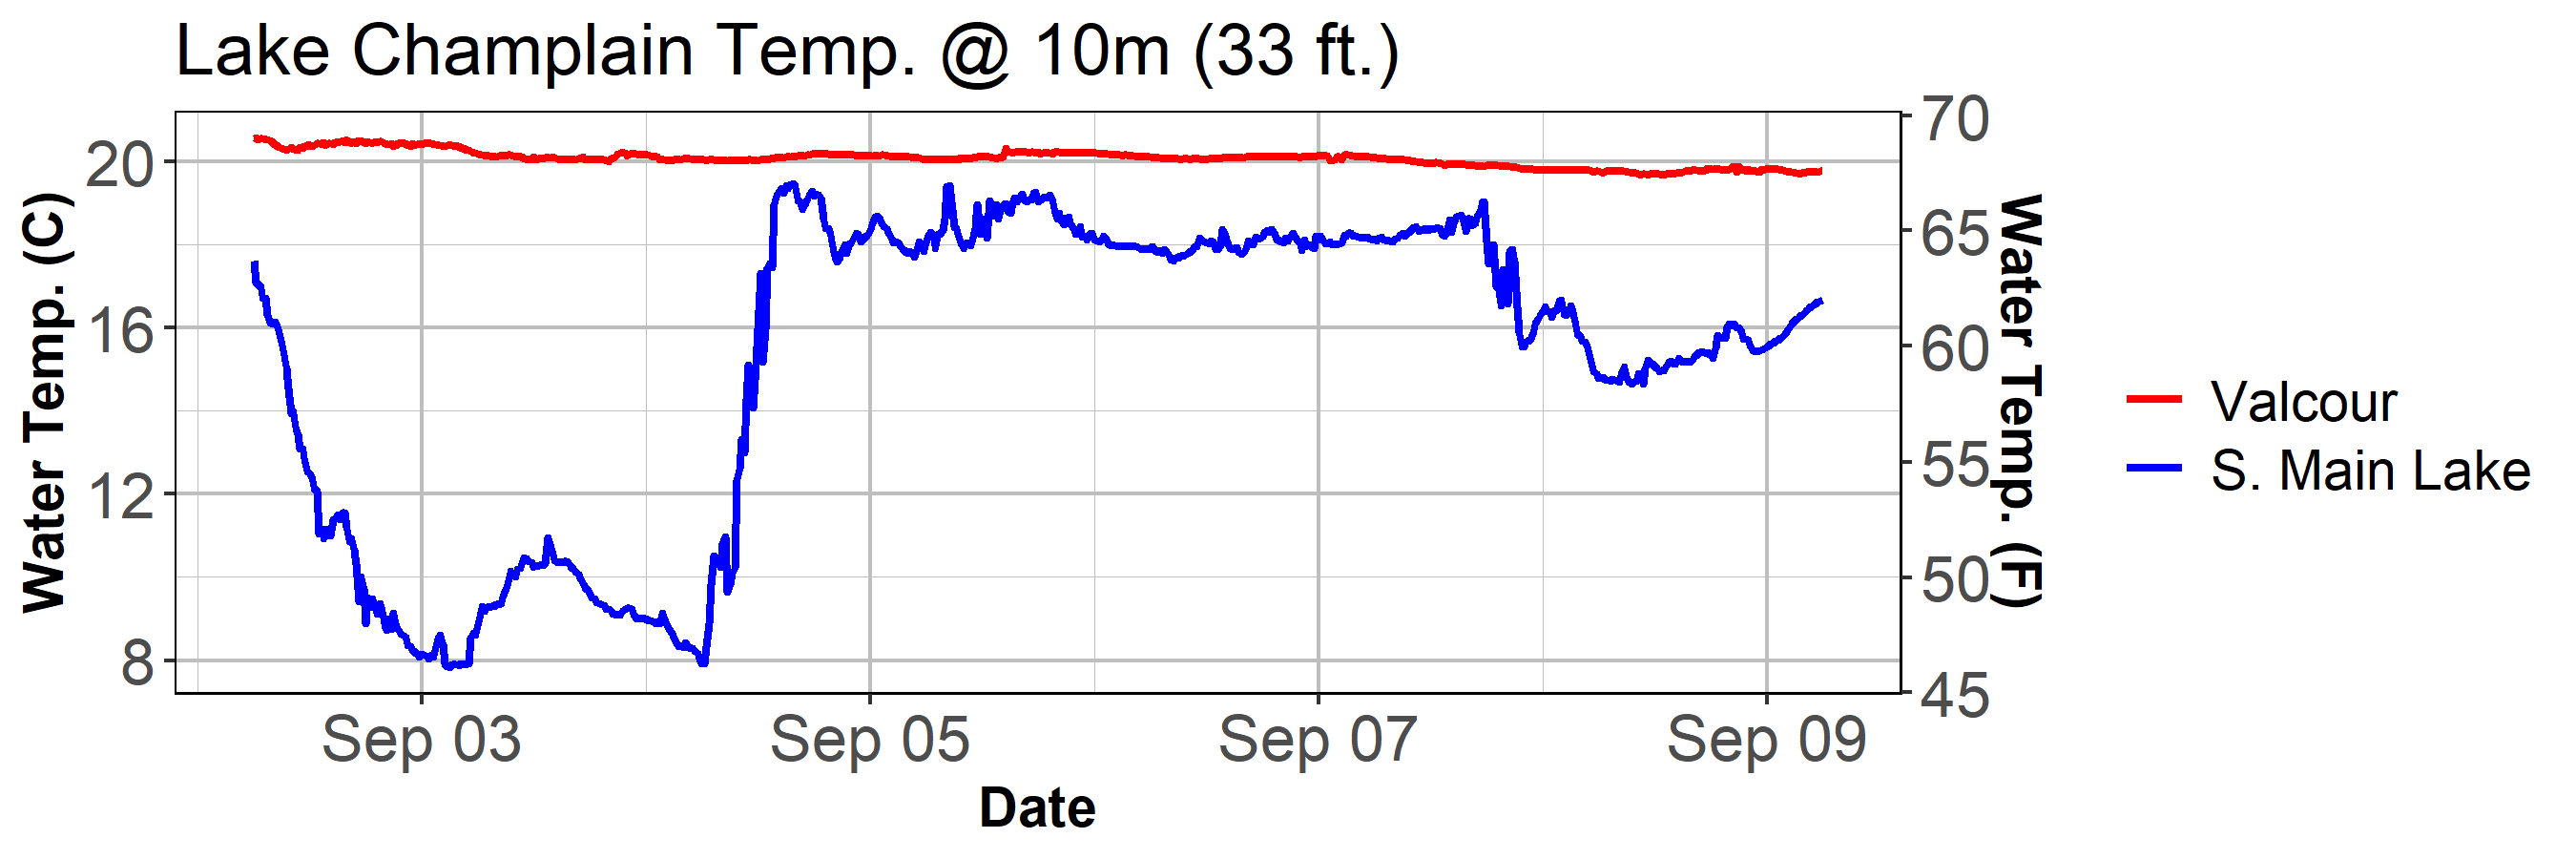 Lake Champlain Temp. @ 10m (33 ft.)
Water Temp. (C)
20
16
12
8
70
65
60
55
50
45
Water Temp. (F)
Sep 03
Sep 05
Sep 07
Sep 09
Date
Valcour
S. Main Lake